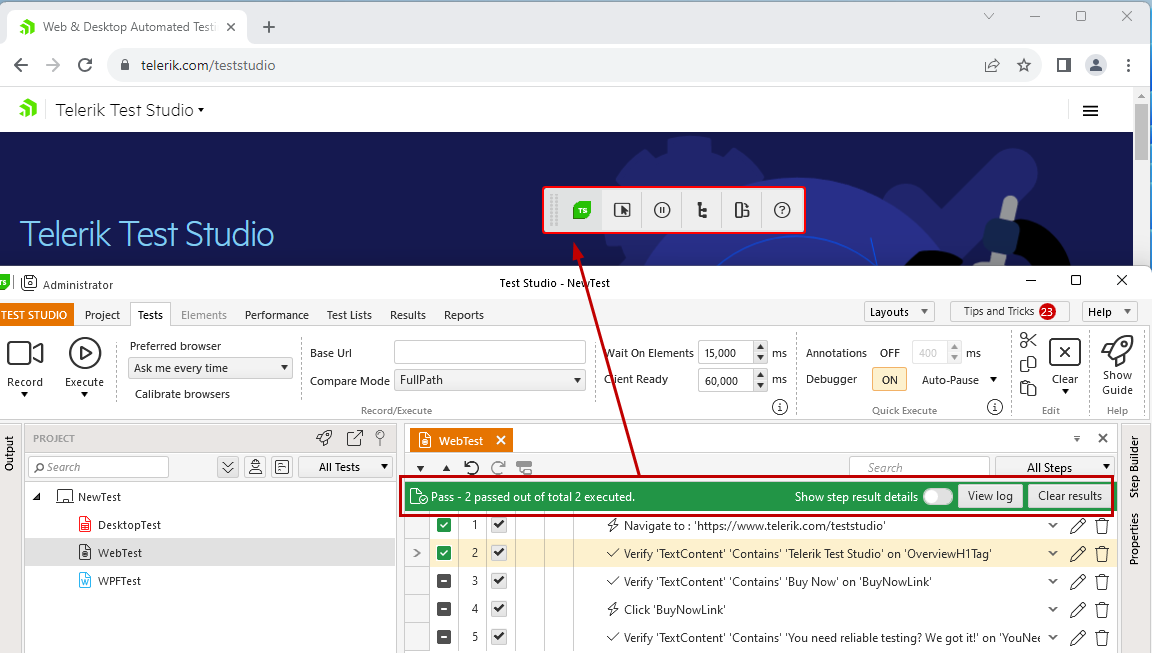 Web & Desktop Automated Testi
telerik.com/teststudio
Telerik Test Studio
TS
Telerik Test Studio
TS
Administrator
Test Studio - NewTest
TEST STUDIO Project Tests Elements Performance Test Lists Results Reports Layouts Tips and Tricks 23 Help
Record
Execute
Preferred browser
Ask me every time
Calibrate browsers
Base Url
Compare Mode FullPath
Record/Execute
Wait On Elements 15,000 ms
Client Ready 60,000 ms
Annotations OFF 400 ms
Debugger ON Auto-Pause
Quick Execute
Clear
Edit
Show
Guide
Help
Output
PROJECT
Search
All Tests
NewTest
DesktopTest
WebTest
WPFTest
WebTest
Search
All Steps
Pass - 2 passed out of total 2 executed. Show step result details View log Clear results
1 Navigate to : 'https://www.telerik.com/teststudio'
2 Verify 'TextContent' 'Contains' 'Telerik Test Studio' on 'OverviewH1Tag'
3 Verify 'TextContent' 'Contains' 'Buy Now' on 'BuyNowLink'
4 Click 'BuyNowLink'
5 Verify 'TextContent' 'Contains' 'You need reliable testing? We got it!' on 'YouNee
Step Builder
Properties